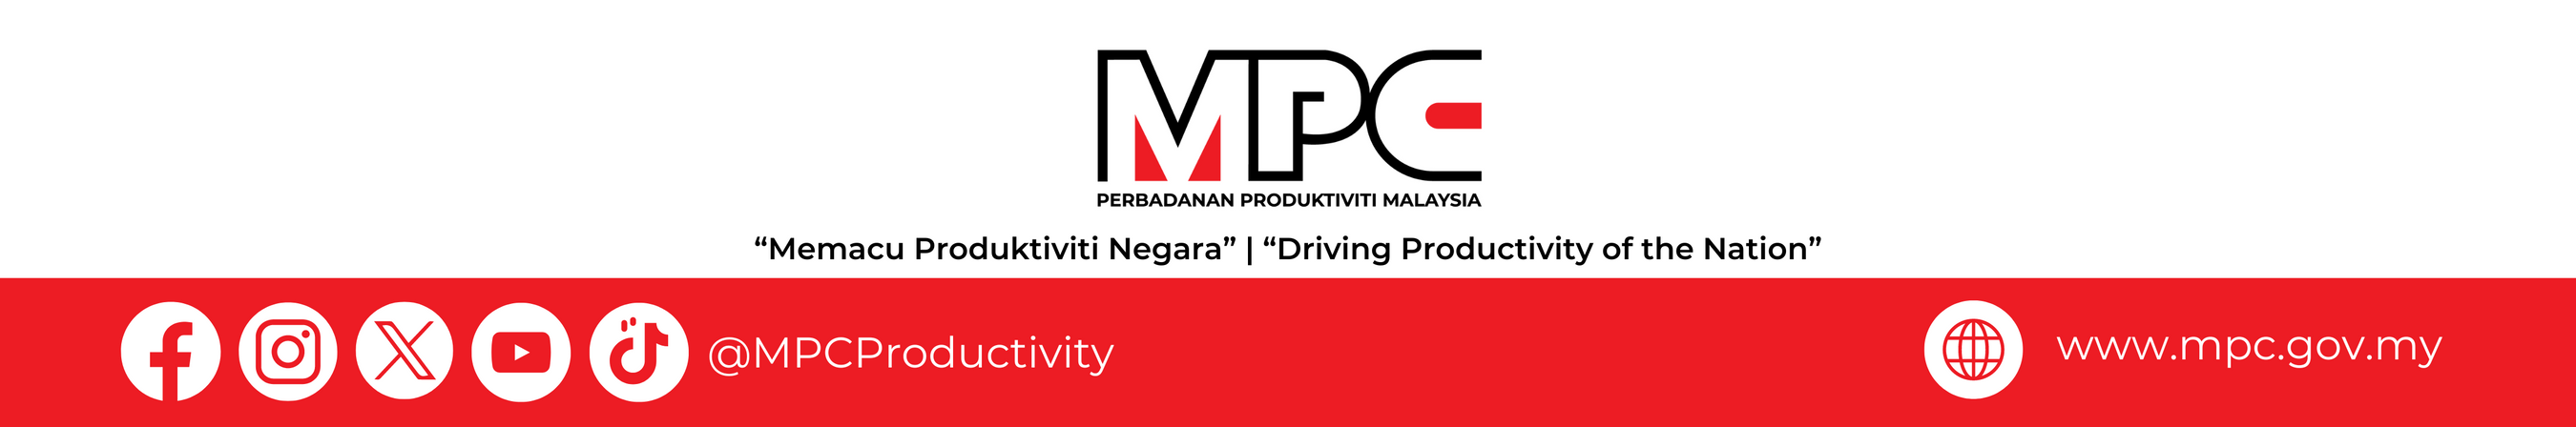 MPC
PERBADANAN PRODUKTIVITI MALAYSIA
“Memacu Produktiviti Negara” | “Driving Productivity of the Nation”
@MPCProductivity
www.mpc.gov.my